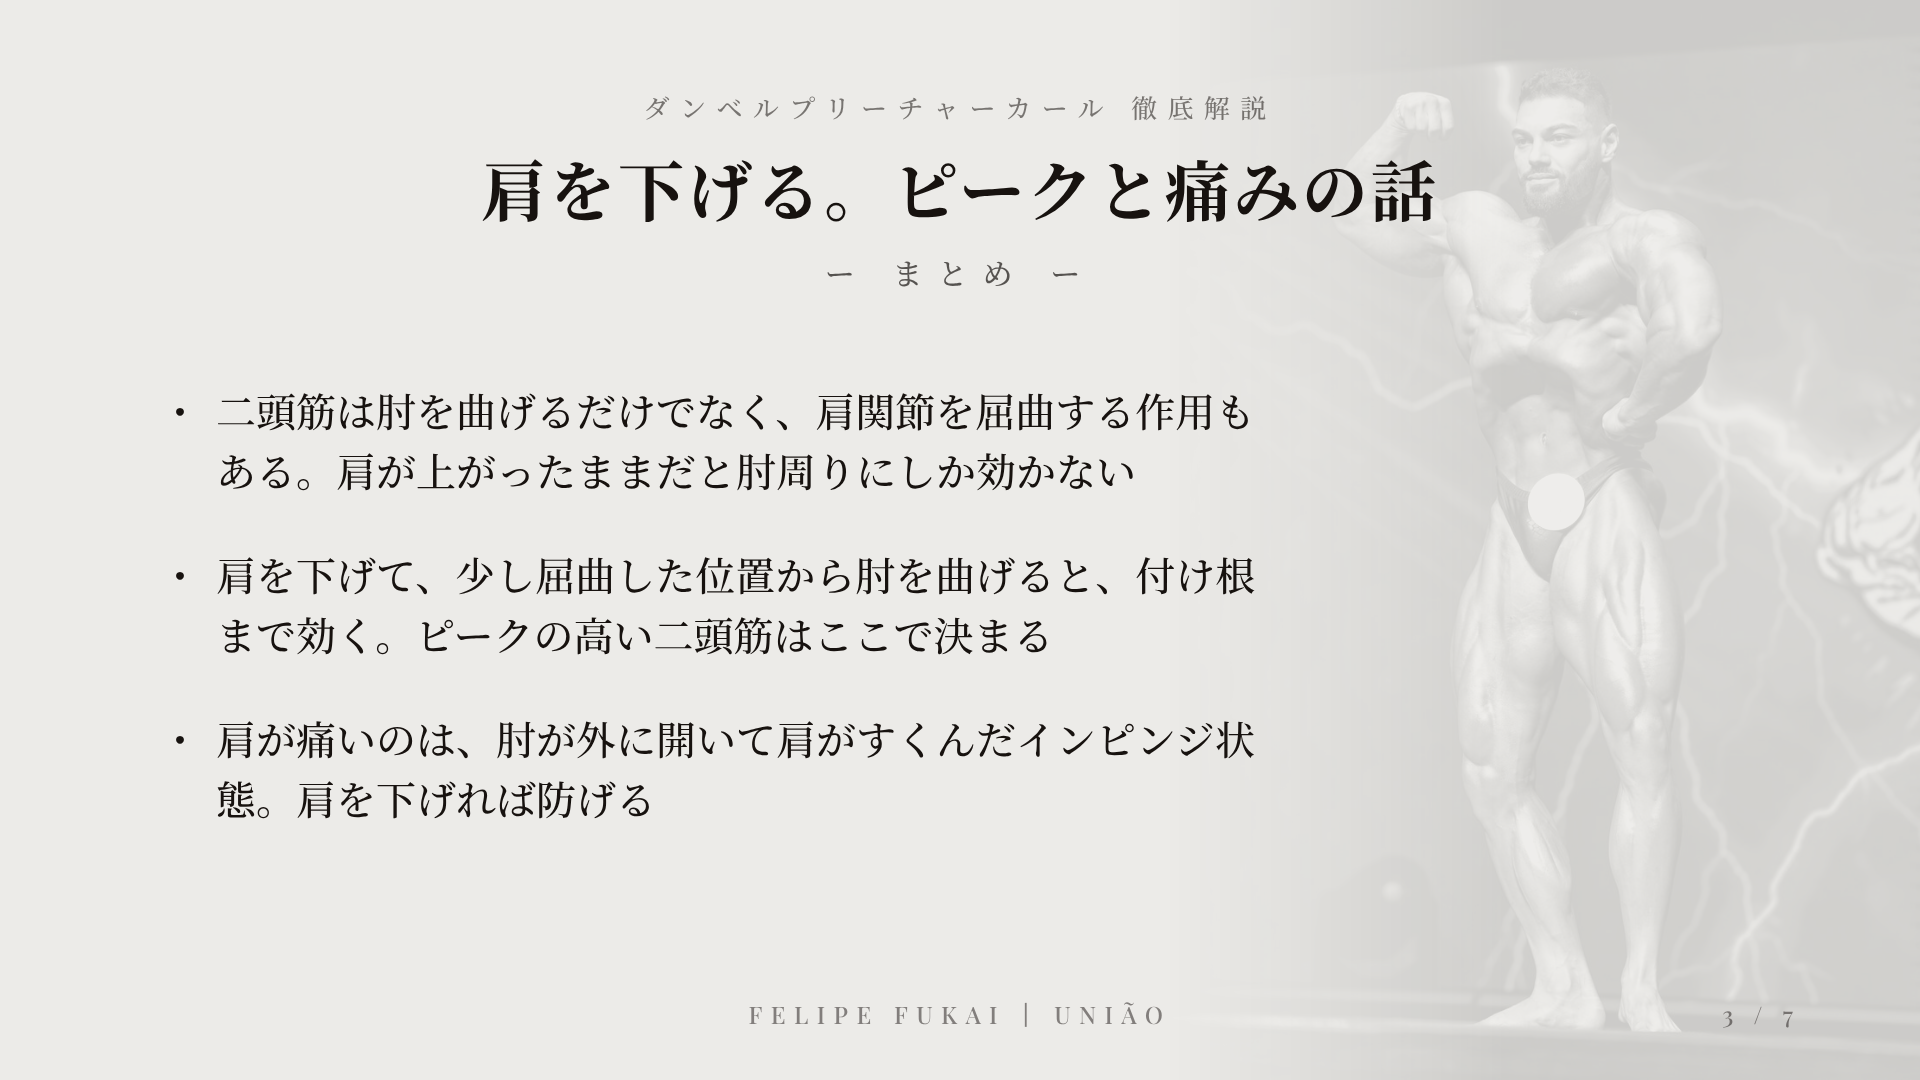 ダンベルプリーチャーカール 徹底解説
肩を下げる。ピークと痛みの話
ー まとめ ー
・ 二頭筋は肘を曲げるだけでなく、肩関節を屈曲する作用も
ある。肩が上がったままだと肘周りにしか効かない
・ 肩を下げて、少し屈曲した位置から肘を曲げると、付け根
まで効く。ピークの高い二頭筋はここで決まる
・ 肩が痛いのは、肘が外に開いて肩がすくんだインピンジ状
態。肩を下げれば防げる
FELIPE FUKAI | UNIÃO
3 / 7